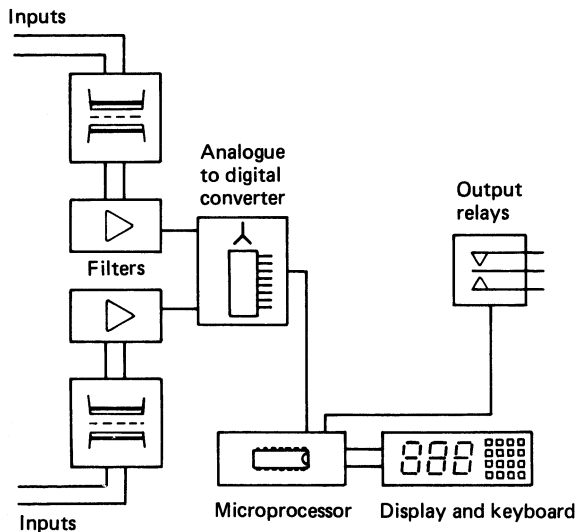 Inputs
Analogue
to digital
converter
Output
relays
Filters
Microprocessor
Display and keyboard
Inputs